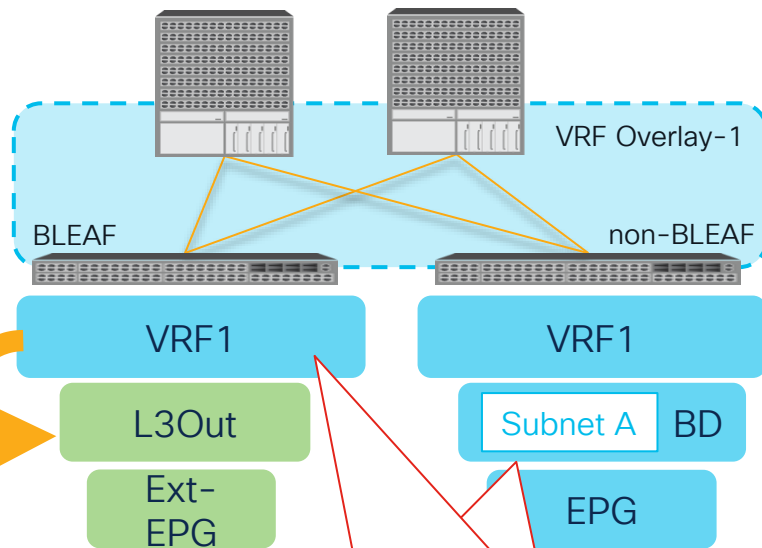 VRF Overlay-1
BLEAF
non-BLEAF
VRF1
VRF1
L3Out
Subnet A
BD
Ext-
EPG
EPG